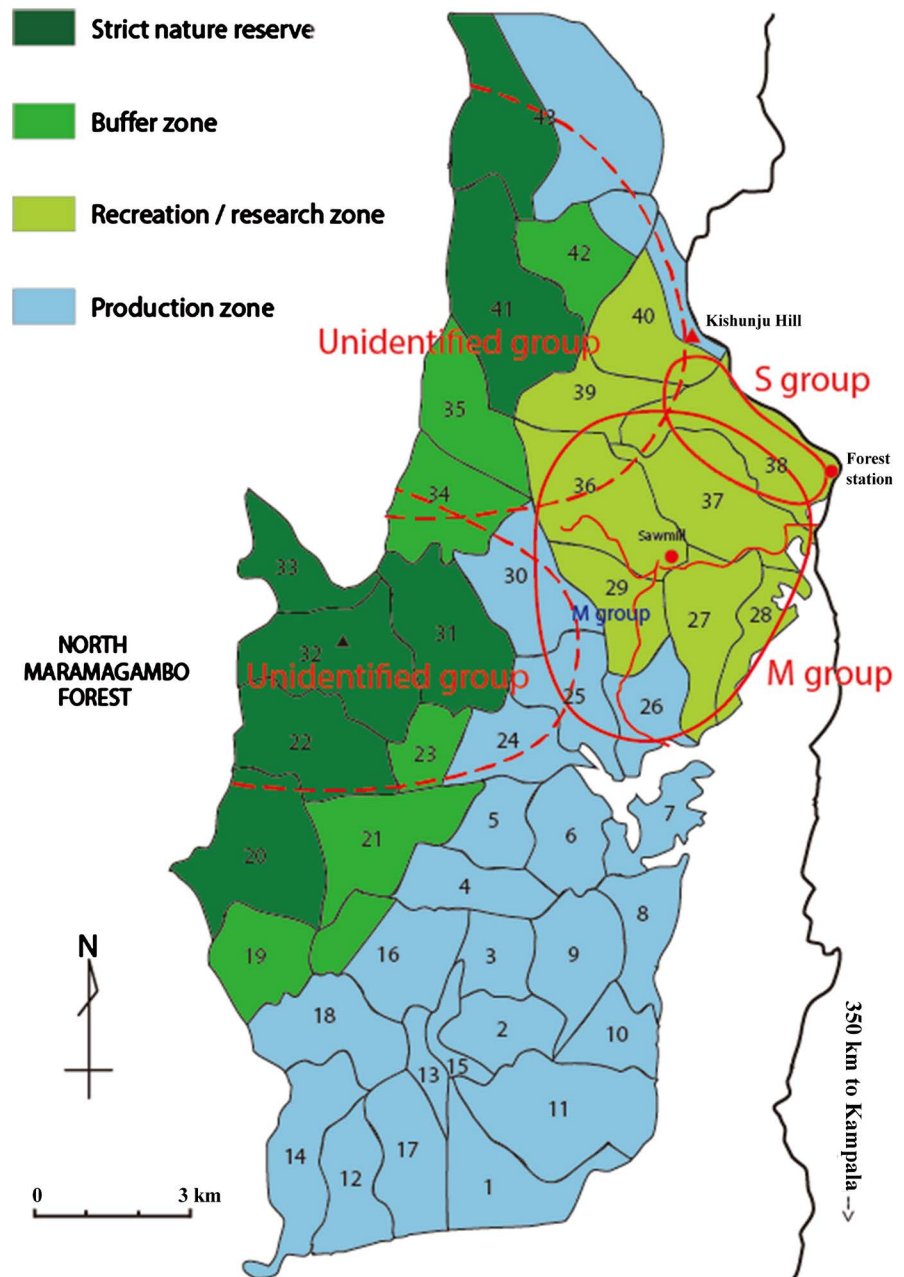 Strict nature reserve
Buffer zone
Recreation / research zone
Production zone
43
42
41
40
Kishunju Hill
Unidentified group
S group
39
35
38
Forest
station
36
34
37
Sawmill
33
30
29
M group
27
28
NORTH
MARAMAGAMBO
FOREST
32
31
Unidentified group
M group
25
26
22
23
24
20
21
5
6
7
4
8
19
16
3
9
N
18
2
10
13
15
11
350 km to Kampala -->
14
12
17
1
0
3 km